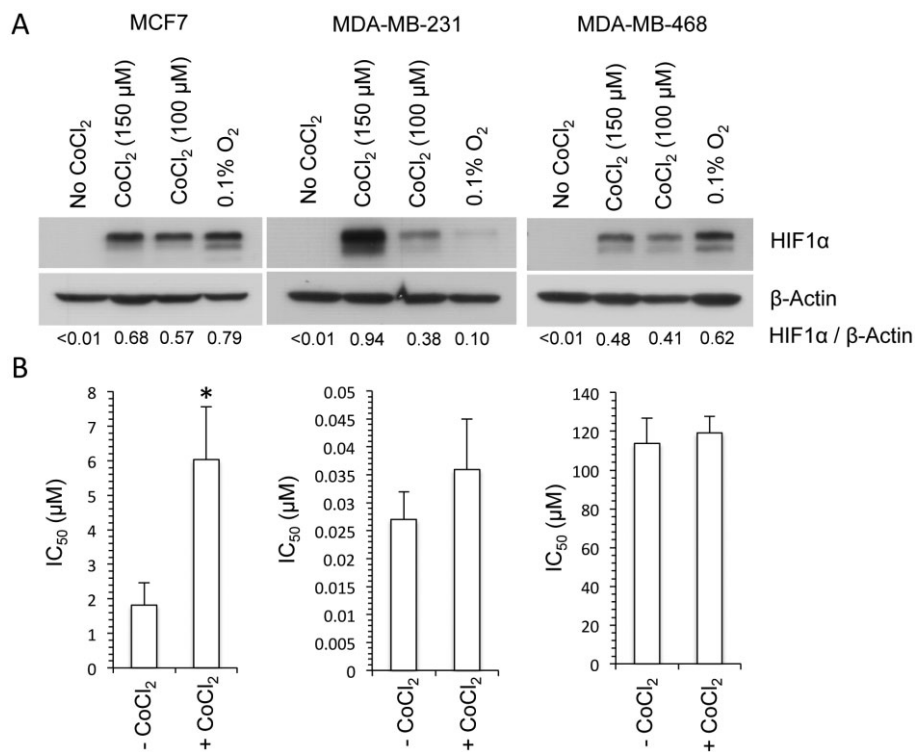 A
MCF7
MDA-MB-231
MDA-MB-468
No CoCl₂
CoCl₂ (150 µM)
CoCl₂ (100 µM)
0.1% O₂
No CoCl₂
CoCl₂ (150 µM)
CoCl₂ (100 µM)
0.1% O₂
No CoCl₂
CoCl₂ (150 µM)
CoCl₂ (100 µM)
0.1% O₂
HIF1α
β-Actin
<0.01 0.68 0.57 0.79
<0.01 0.94 0.38 0.10
<0.01 0.48 0.41 0.62
HIF1α / β-Actin
B
IC₅₀ (µM)
8
7
6
5
4
3
2
1
0
*
- CoCl₂
+ CoCl₂
IC₅₀ (µM)
0.05
0.045
0.04
0.035
0.03
0.025
0.02
0.015
0.01
0.005
0
- CoCl₂
+ CoCl₂
IC₅₀ (µM)
140
120
100
80
60
40
20
0
- CoCl₂
+ CoCl₂